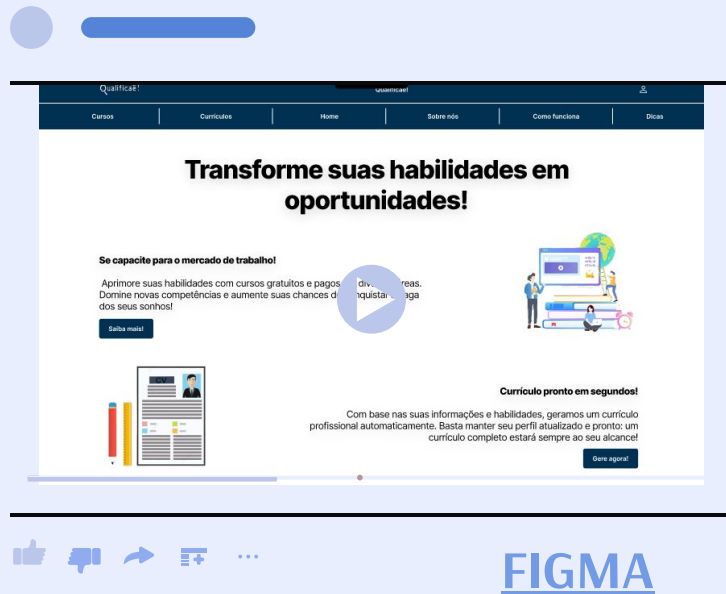 Qualificaê!
Qualificaê!
Cursos
Currículos
Home
Sobre nós
Como funciona
Dicas
Transforme suas habilidades em
oportunidades!
Se capacite para o mercado de trabalho!
Aprimore suas habilidades com cursos gratuitos e pagos
Domine novas competências e aumente suas chances
dos seus sonhos!
Saiba mais!
CV
Currículo pronto em segundos!
Com base nas suas informações e habilidades, geramos um currículo
profissional automaticamente. Basta manter seu perfil atualizado e pronto: um
currículo completo estará sempre ao seu alcance!
Gere agora!
FIGMA